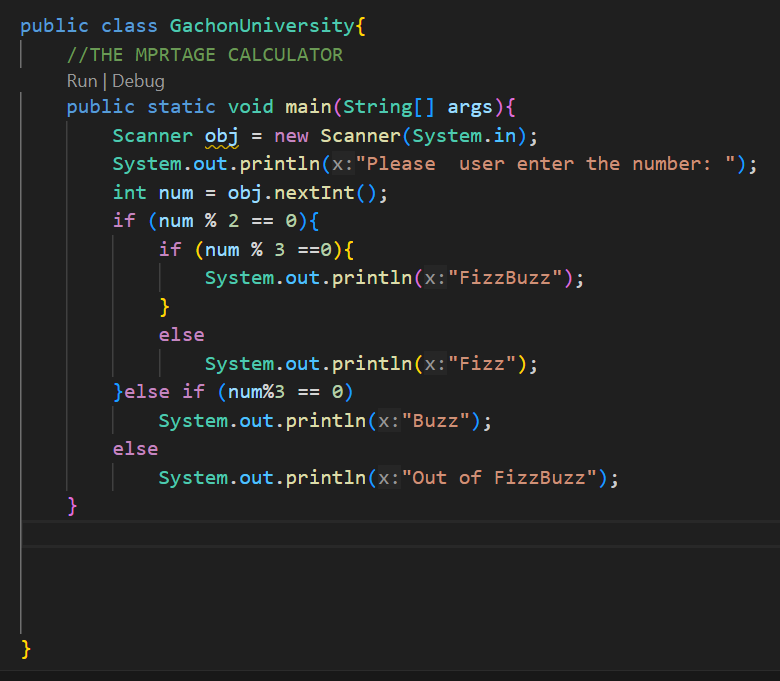 public class GachonUniversity{
//THE MPRTAGE CALCULATOR
Run | Debug
public static void main(String[] args){
Scanner obj = new Scanner(System.in);
System.out.println(x:"Please  user enter the number: ");
int num = obj.nextInt();
if (num % 2 == 0){
if (num % 3 ==0){
System.out.println(x:"FizzBuzz");
}
else
System.out.println(x:"Fizz");
}else if (num%3 == 0)
System.out.println(x:"Buzz");
else
System.out.println(x:"Out of FizzBuzz");
}
}